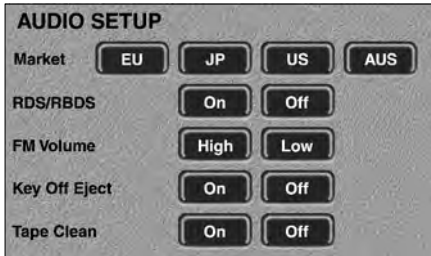 AUDIO SETUP
Market EU JP US AUS
RDS/RBDS On Off
FM Volume High Low
Key Off Eject On Off
Tape Clean On Off